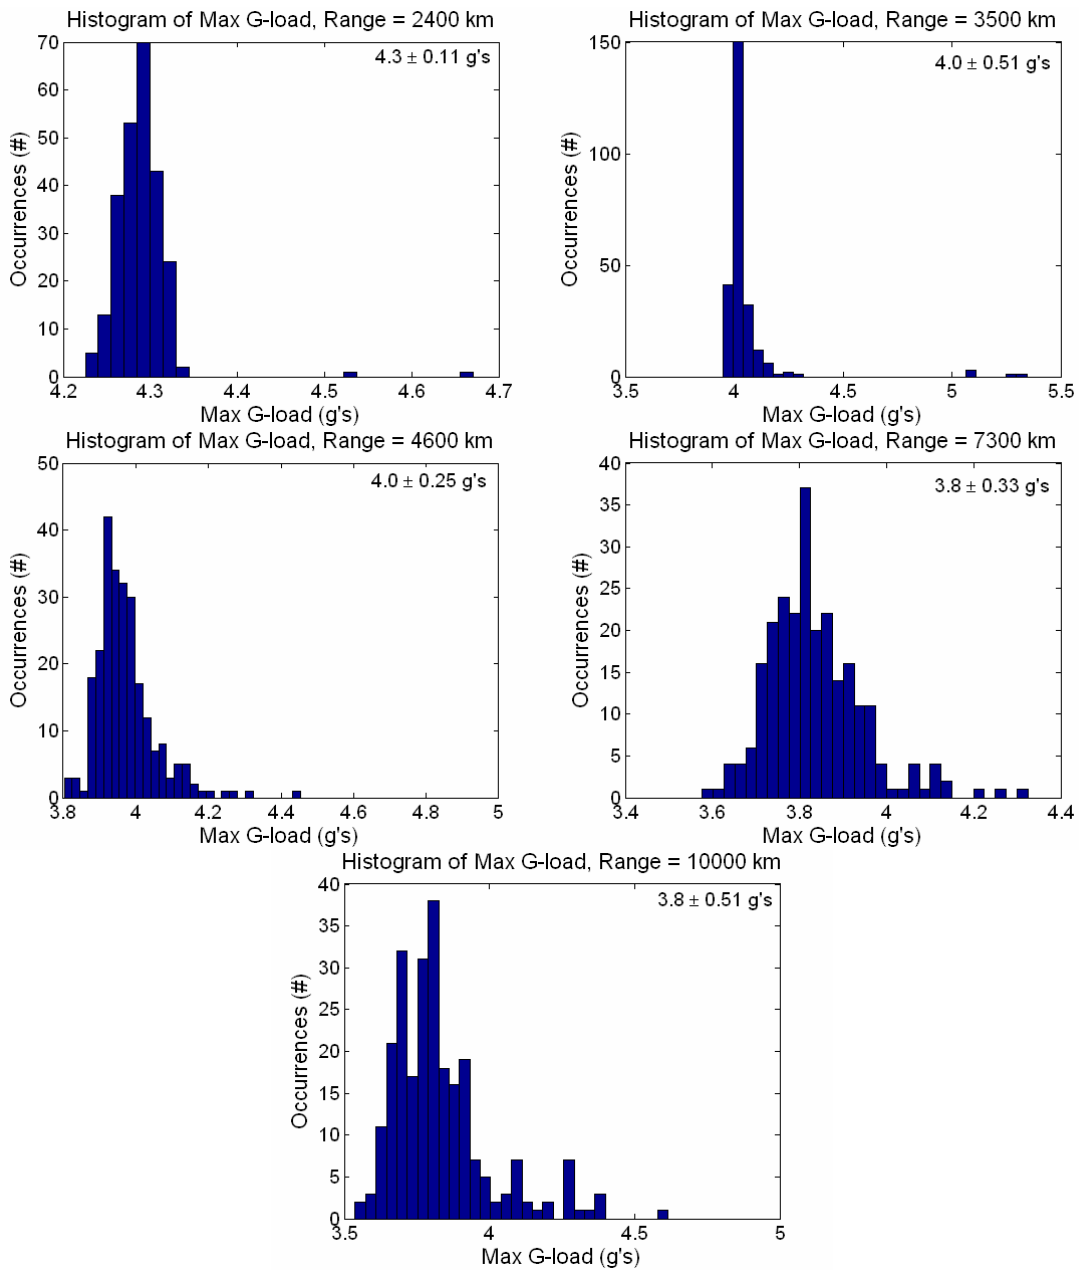 Histogram of Max G-load, Range = 2400 km
70
60
50
40
30
20
10
0
Occurrences (#)
4.3 ± 0.11 g's
4.2 4.3 4.4 4.5 4.6 4.7
Max G-load (g's)
Histogram of Max G-load, Range = 3500 km
150
100
50
0
Occurrences (#)
4.0 ± 0.51 g's
3.5 4 4.5 5 5.5
Max G-load (g's)
Histogram of Max G-load, Range = 4600 km
50
40
30
20
10
0
Occurrences (#)
4.0 ± 0.25 g's
3.8 4 4.2 4.4 4.6 4.8 5
Max G-load (g's)
Histogram of Max G-load, Range = 7300 km
40
35
30
25
20
15
10
5
0
Occurrences (#)
3.8 ± 0.33 g's
3.4 3.6 3.8 4 4.2 4.4
Max G-load (g's)
Histogram of Max G-load, Range = 10000 km
40
35
30
25
20
15
10
5
0
Occurrences (#)
3.8 ± 0.51 g's
3.5 4 4.5 5
Max G-load (g's)